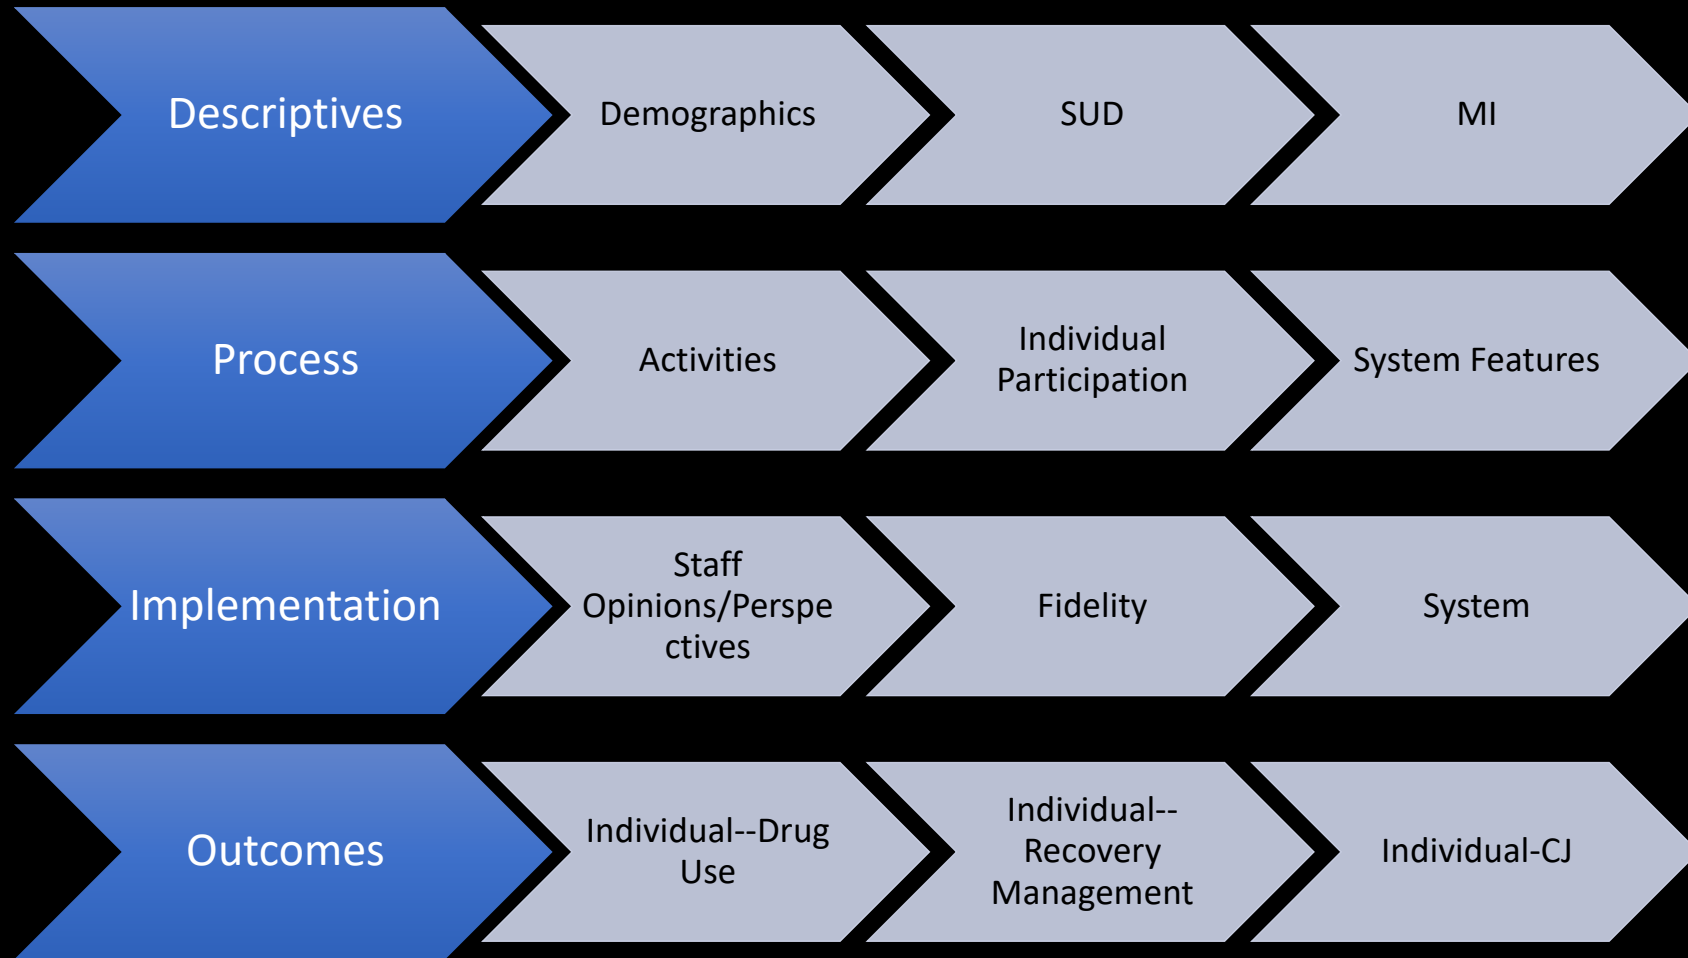 Descriptives
Demographics
SUD
MI
Process
Activities
Individual
Participation
System Features
Implementation
Staff
Opinions/Perspe
ctives
Fidelity
System
Outcomes
Individual--Drug
Use
Individual--
Recovery
Management
Individual-CJ